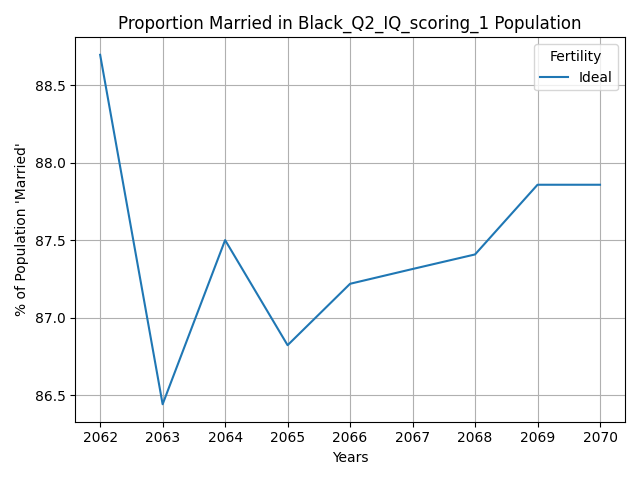 Proportion Married in Black_Q2_IQ_scoring_1 Population
Fertility
Ideal
% of Population 'Married'
88.5
88.0
87.5
87.0
86.5
2062 2063 2064 2065 2066 2067 2068 2069 2070
Years